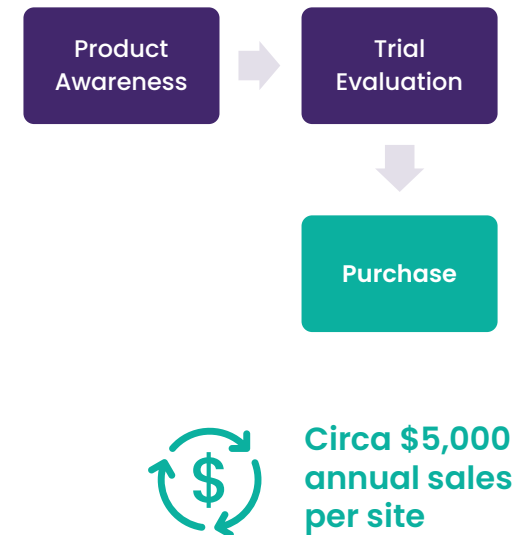 Product
Awareness
Trial
Evaluation
Purchase
$
Circa $5,000
annual sales
per site